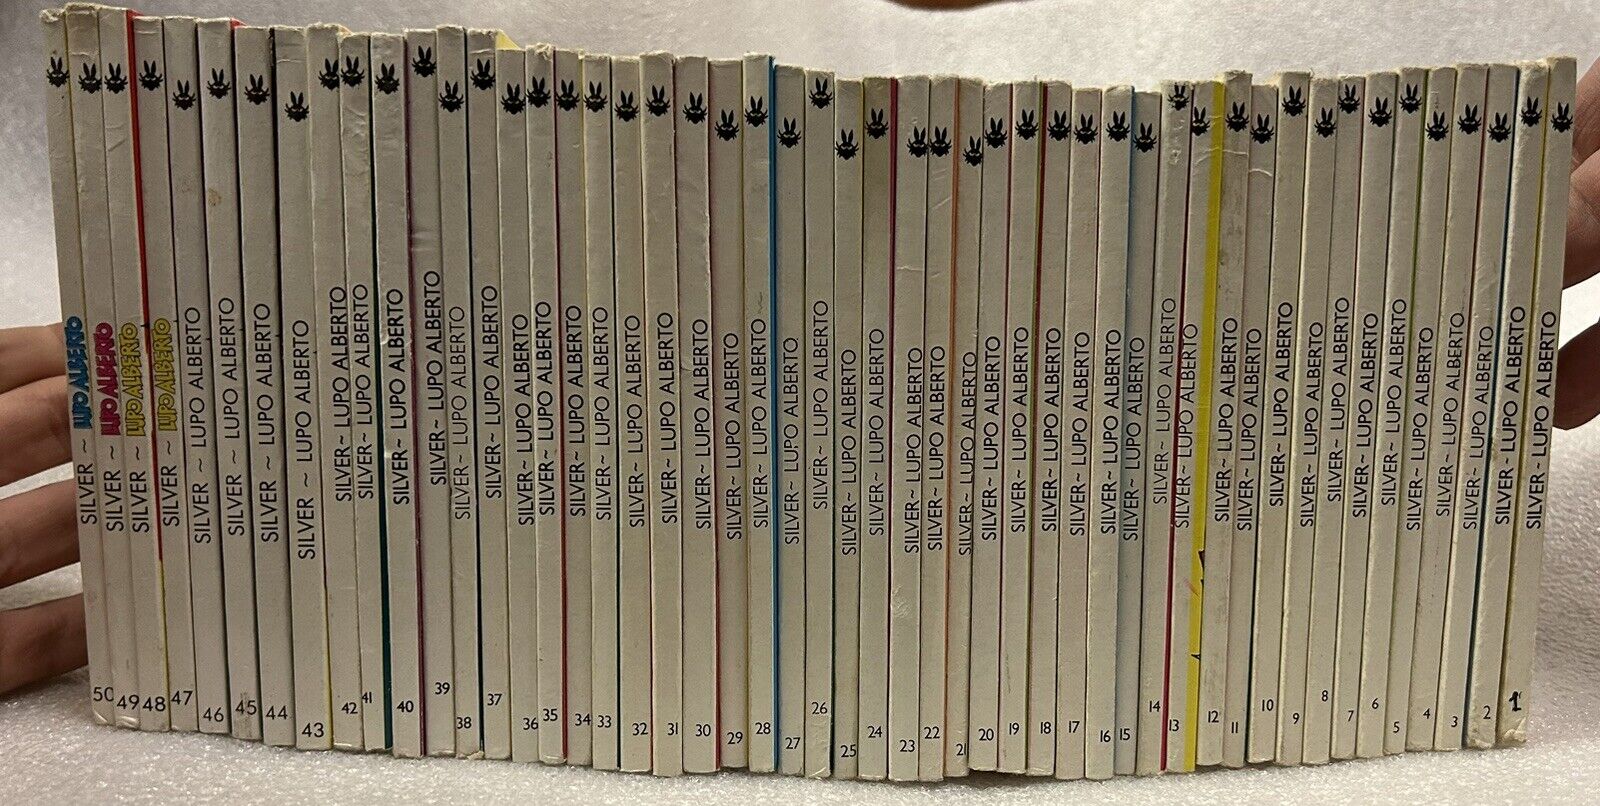 SILVER ~ LUPO ALBERTO 50
SILVER ~ LUPO ALBERTO 49
SILVER ~ LUPO ALBERTO 48
SILVER ~ LUPO ALBERTO 47
SILVER ~ LUPO ALBERTO 46
SILVER ~ LUPO ALBERTO 45
SILVER ~ LUPO ALBERTO 44
SILVER ~ LUPO ALBERTO 43
SILVER ~ LUPO ALBERTO 42
SILVER ~ LUPO ALBERTO 41
SILVER ~ LUPO ALBERTO 40
SILVER ~ LUPO ALBERTO 39
SILVER ~ LUPO ALBERTO 38
SILVER ~ LUPO ALBERTO 37
SILVER ~ LUPO ALBERTO 36
SILVER ~ LUPO ALBERTO 35
SILVER ~ LUPO ALBERTO 34
SILVER ~ LUPO ALBERTO 33
SILVER ~ LUPO ALBERTO 32
SILVER ~ LUPO ALBERTO 31
SILVER ~ LUPO ALBERTO 30
SILVER ~ LUPO ALBERTO 29
SILVER ~ LUPO ALBERTO 28
SILVER ~ LUPO ALBERTO 27
SILVER ~ LUPO ALBERTO 26
SILVER ~ LUPO ALBERTO 25
SILVER ~ LUPO ALBERTO 24
SILVER ~ LUPO ALBERTO 23
SILVER ~ LUPO ALBERTO 22
SILVER ~ LUPO ALBERTO 21
SILVER ~ LUPO ALBERTO 20
SILVER ~ LUPO ALBERTO 19
SILVER ~ LUPO ALBERTO 18
SILVER ~ LUPO ALBERTO 17
SILVER ~ LUPO ALBERTO 16
SILVER ~ LUPO ALBERTO 15
SILVER ~ LUPO ALBERTO 14
SILVER ~ LUPO ALBERTO 13
SILVER ~ LUPO ALBERTO 12
SILVER ~ LUPO ALBERTO 11
SILVER ~ LUPO ALBERTO 10
SILVER ~ LUPO ALBERTO 9
SILVER ~ LUPO ALBERTO 8
SILVER ~ LUPO ALBERTO 7
SILVER ~ LUPO ALBERTO 6
SILVER ~ LUPO ALBERTO 5
SILVER ~ LUPO ALBERTO 4
SILVER ~ LUPO ALBERTO 3
SILVER ~ LUPO ALBERTO 2
SILVER ~ LUPO ALBERTO 1